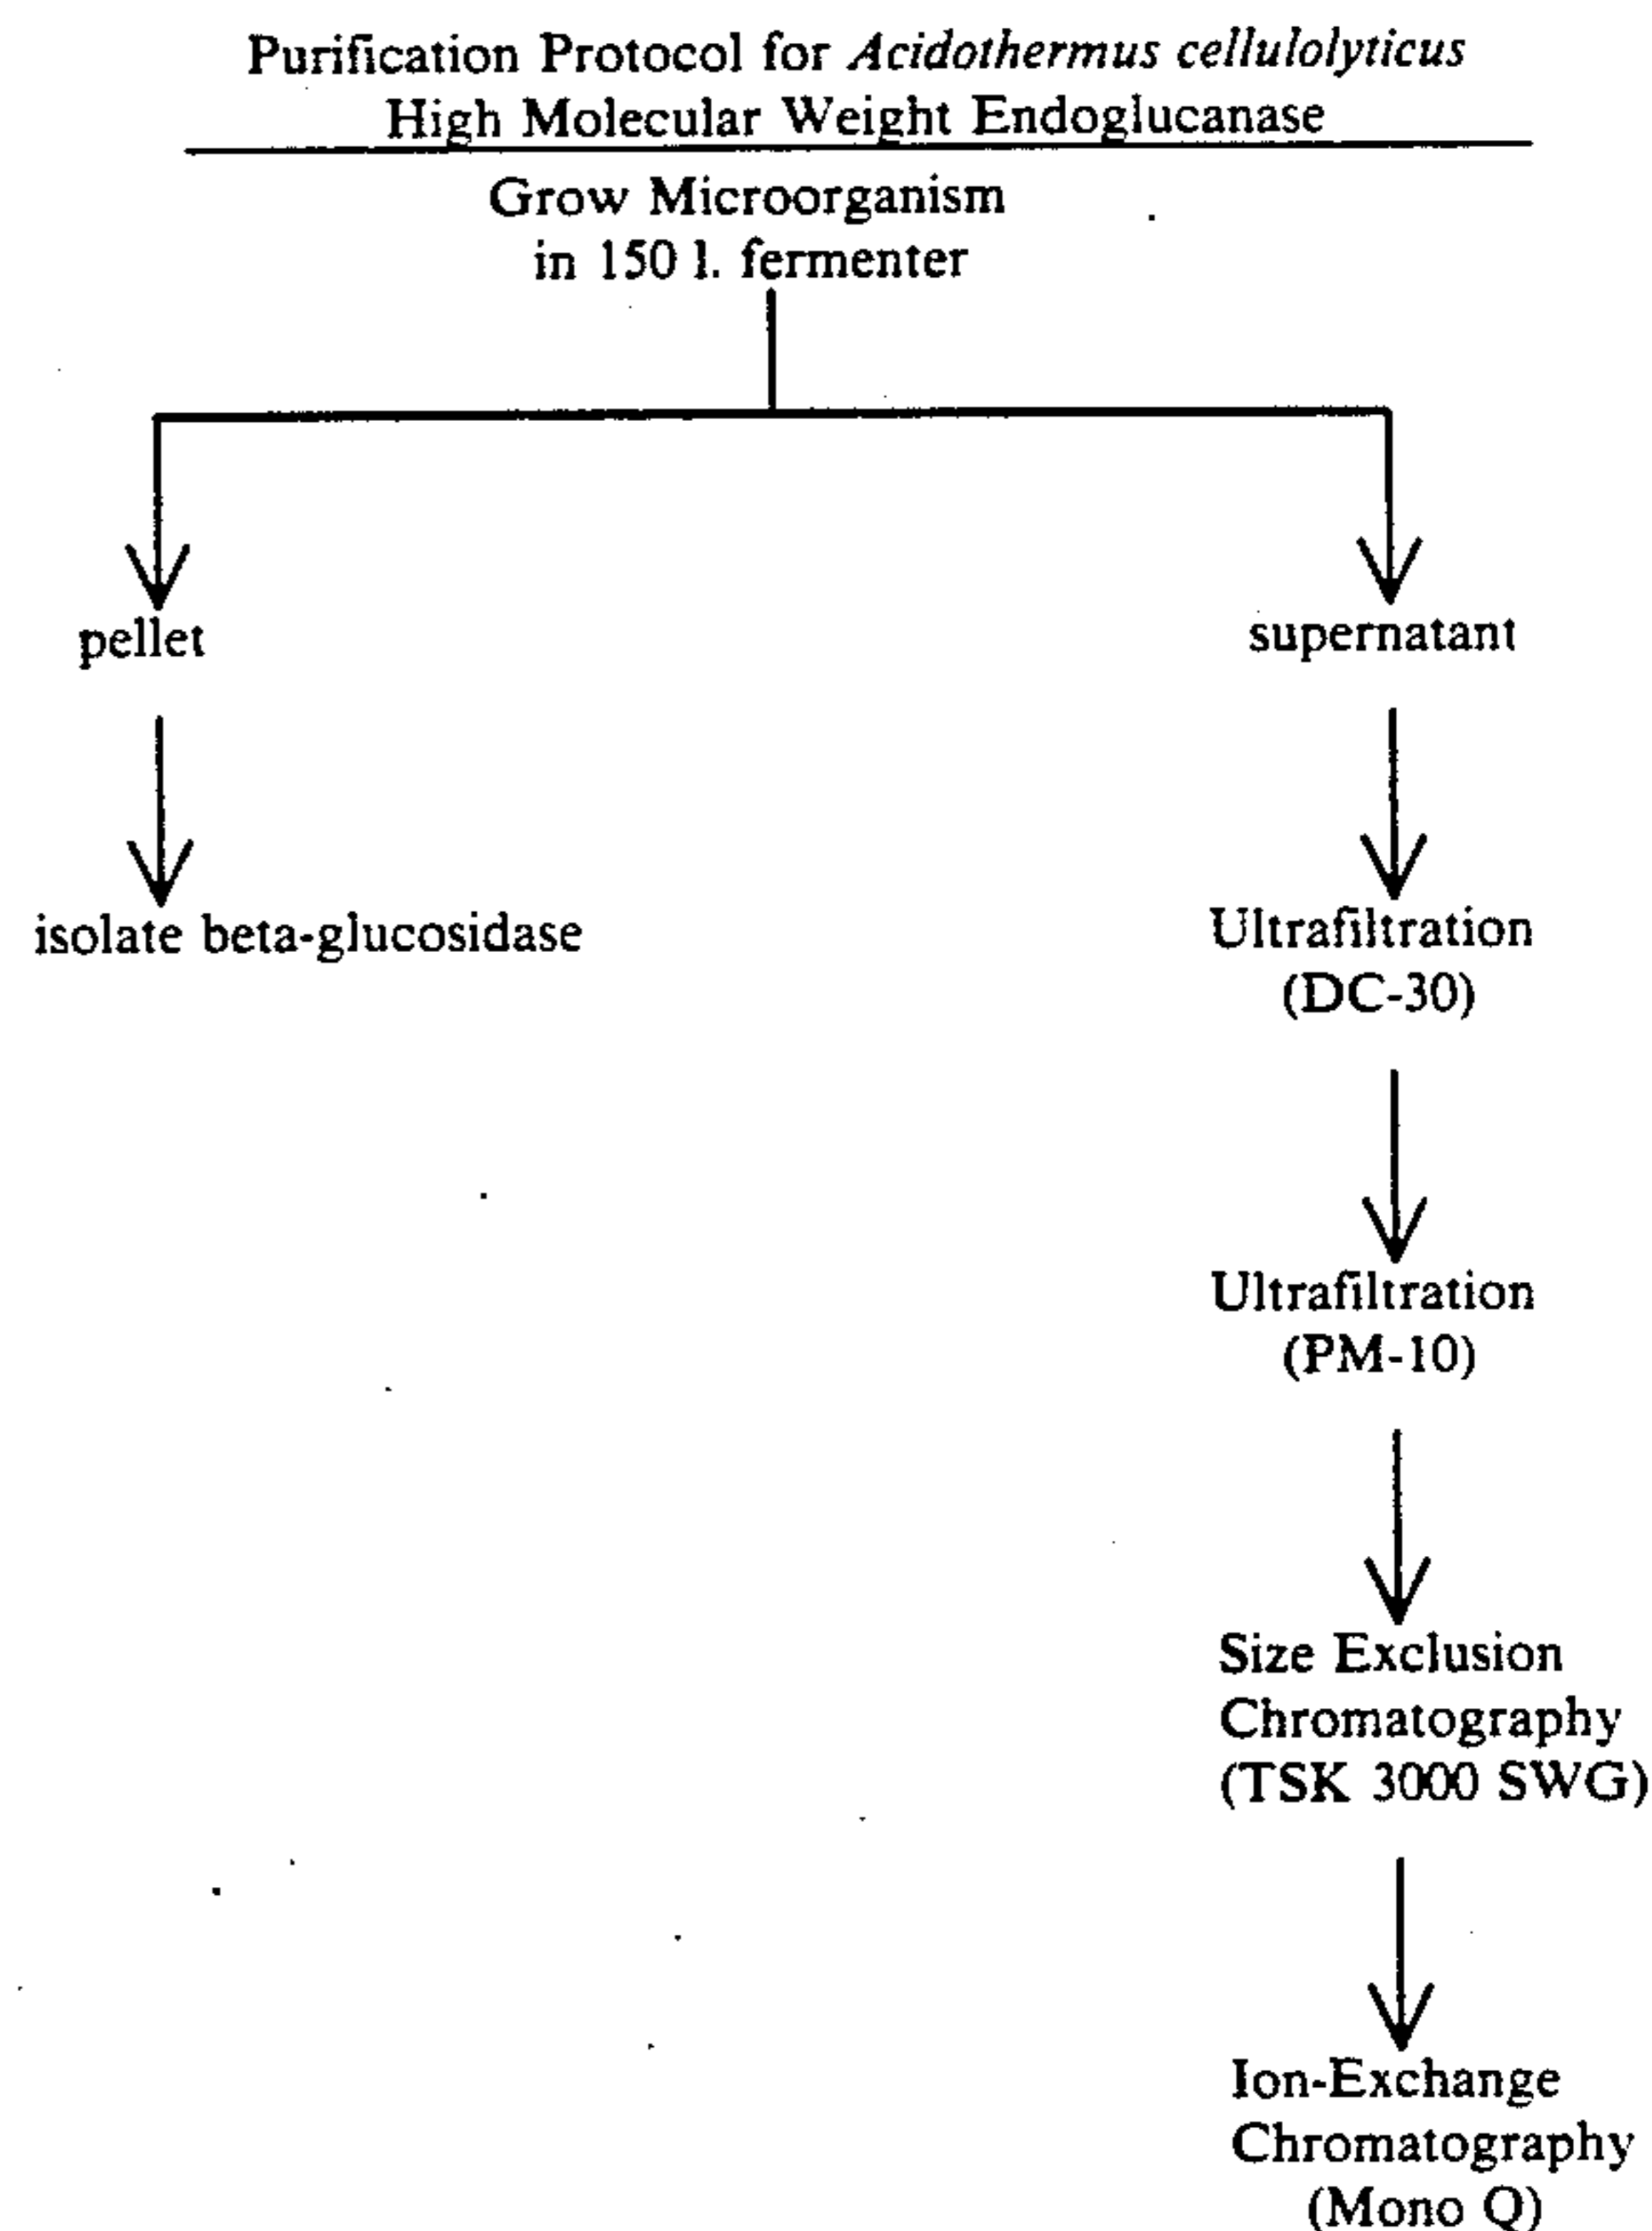 Purification Protocol for Acidothermus cellulolyticus
High Molecular Weight Endoglucanase
Grow Microorganism
in 150 l. fermenter
pellet
supernatant
isolate beta-glucosidase
Ultrafiltration
(DC-30)
Ultrafiltration
(PM-10)
Size Exclusion
Chromatography
(TSK 3000 SWG)
Ion-Exchange
Chromatography
(Mono Q)